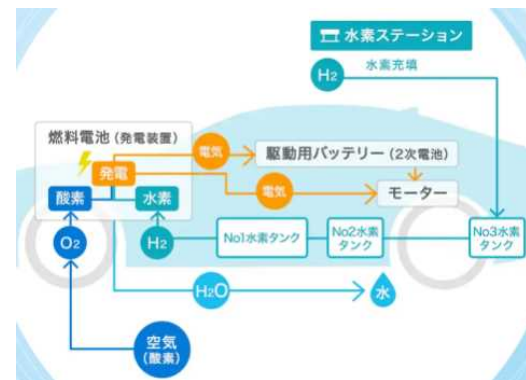 水素ステーション
H2
水素充填
燃料電池(発電装置)
電気
駆動用バッテリー(2次電池)
発電
電気
モーター
酸素
水素
O2
H2
No1水素タンク
No2水素
タンク
No3水素
タンク
H2O
水
空気
(酸素)